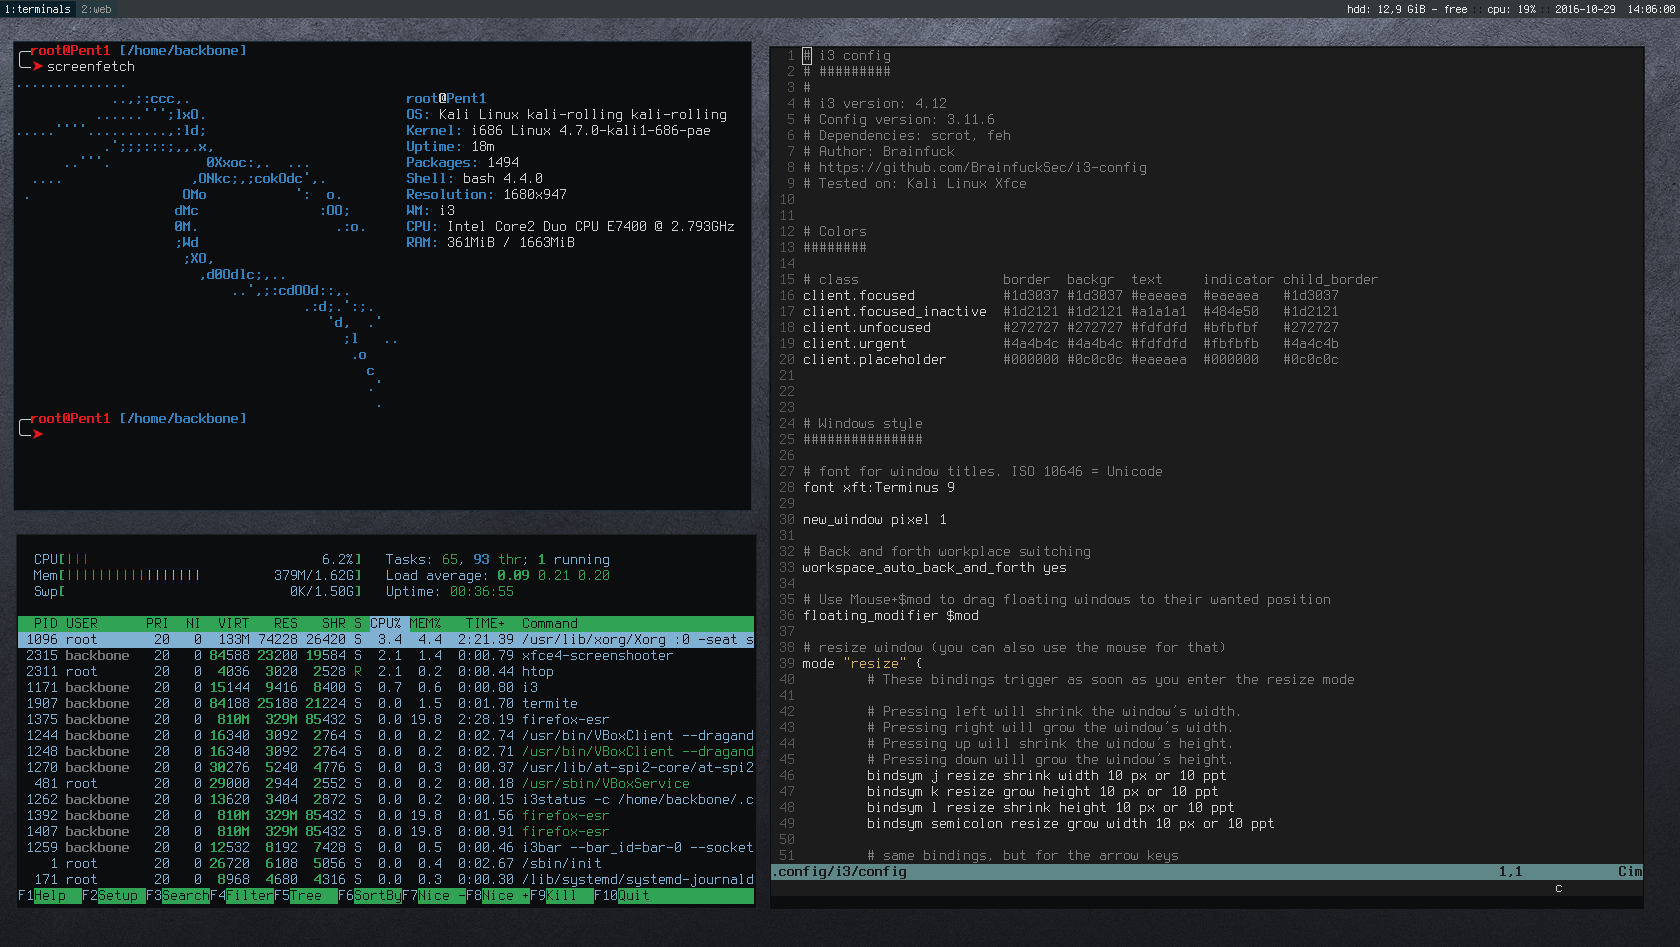 1:terminals 2:web
hdd: 12,9 GiB - free :: cpu: 19% :: 2016-10-29 14:06:00
root@Pent1 [/home/backbone]
screenfetch
root@Pent1
OS: Kali Linux kali-rolling kali-rolling
Kernel: i686 Linux 4.7.0-kali1-686-pae
Uptime: 18m
Packages: 1494
Shell: bash 4.4.0
Resolution: 1680x947
WM: i3
CPU: Intel Core2 Duo CPU E7400 @ 2.793GHz
RAM: 361MiB / 1663MiB
root@Pent1 [/home/backbone]
CPU[||| 6.2%] Tasks: 65, 93 thr; 1 running
Mem[||||||||||||||||| 379M/1.62G] Load average: 0.09 0.21 0.20
Swp[ 0K/1.50G] Uptime: 00:36:55
PID USER PRI NI VIRT RES SHR S CPU% MEM% TIME+ Command
1096 root 20 0 133M 74228 26420 S 3.4 4.4 2:21.39 /usr/lib/xorg/Xorg :0 -seat s
2315 backbone 20 0 84588 23200 19584 S 2.1 1.4 0:00.79 xfce4-screenshooter
2311 root 20 0 4036 3020 2528 R 2.1 0.2 0:00.44 htop
1171 backbone 20 0 15144 9416 8400 S 0.7 0.6 0:00.80 i3
1907 backbone 20 0 84188 25188 21224 S 0.0 1.5 0:01.70 termite
1375 backbone 20 0 810M 329M 85432 S 0.0 19.8 2:28.19 firefox-esr
1244 backbone 20 0 16340 3092 2764 S 0.0 0.2 0:02.74 /usr/bin/VBoxClient --dragand
1248 backbone 20 0 16340 3092 2764 S 0.0 0.2 0:02.71 /usr/bin/VBoxClient --dragand
1270 backbone 20 0 30276 5240 4776 S 0.0 0.3 0:00.37 /usr/lib/at-spi2-core/at-spi2
481 root 20 0 29000 2944 2552 S 0.0 0.2 0:00.18 /usr/sbin/VBoxService
1262 backbone 20 0 13620 3404 2872 S 0.0 0.2 0:00.15 i3status -c /home/backbone/.c
1392 backbone 20 0 810M 329M 85432 S 0.0 19.8 0:01.56 firefox-esr
1407 backbone 20 0 810M 329M 85432 S 0.0 19.8 0:00.91 firefox-esr
1259 backbone 20 0 12532 8192 7428 S 0.0 0.5 0:00.46 i3bar --bar_id=bar-0 --socket
1 root 20 0 26720 6108 5056 S 0.0 0.4 0:02.67 /sbin/init
171 root 20 0 8968 4680 4316 S 0.0 0.3 0:00.30 /lib/systemd/systemd-journald
F1Help F2Setup F3SearchF4FilterF5Tree F6SortByF7Nice -F8Nice +F9Kill F10Quit
1 # i3 config
2 # #########
3 #
4 # i3 version: 4.12
5 # Config version: 3.11.6
6 # Dependencies: scrot, feh
7 # Author: Brainfuck
8 # https://github.com/BrainfuckSec/i3-config
9 # Tested on: Kali Linux Xfce
10
11
12 # Colors
13 ########
14
15 # class border backgr text indicator child_border
16 client.focused #1d3037 #1d3037 #eaeaea #eaeaea #1d3037
17 client.focused_inactive #1d2121 #1d2121 #a1a1a1 #484e50 #1d2121
18 client.unfocused #272727 #272727 #fdfdfd #bfbfbf #272727
19 client.urgent #4a4b4c #4a4b4c #fdfdfd #fbfbfb #4a4c4b
20 client.placeholder #000000 #0c0c0c #eaeaea #000000 #0c0c0c
21
22
23
24 # Windows style
25 ###############
26
27 # font for window titles. ISO 10646 = Unicode
28 font xft:Terminus 9
29
30 new_window pixel 1
31
32 # Back and forth workplace switching
33 workspace_auto_back_and_forth yes
34
35 # Use Mouse+$mod to drag floating windows to their wanted position
36 floating_modifier $mod
37
38 # resize window (you can also use the mouse for that)
39 mode "resize" {
40 # These bindings trigger as soon as you enter the resize mode
41
42 # Pressing left will shrink the window's width.
43 # Pressing right will grow the window's width.
44 # Pressing up will shrink the window's height.
45 # Pressing down will grow the window's height.
46 bindsym j resize shrink width 10 px or 10 ppt
47 bindsym k resize grow height 10 px or 10 ppt
48 bindsym l resize shrink height 10 px or 10 ppt
49 bindsym semicolon resize grow width 10 px or 10 ppt
50
51 # same bindings, but for the arrow keys
.config/i3/config 1,1 Cim
c